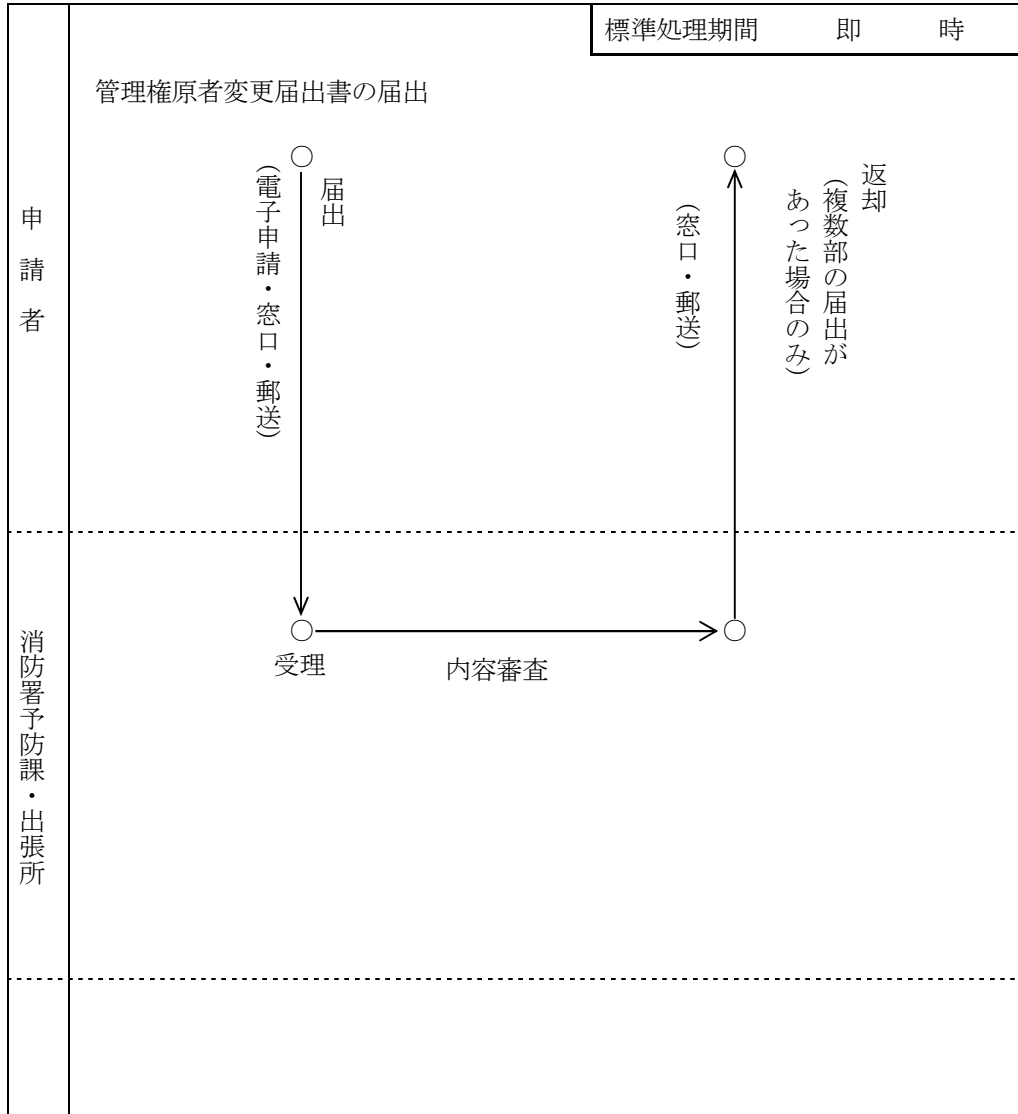 標準処理期間 即 時
管理権原者変更届出書の届出
申請者
届出
(電子申請・窓口・郵送)
返却
(複数部の届出が
あった場合のみ)
(窓口・郵送)
消防署予防課・出張所
受理
内容審査